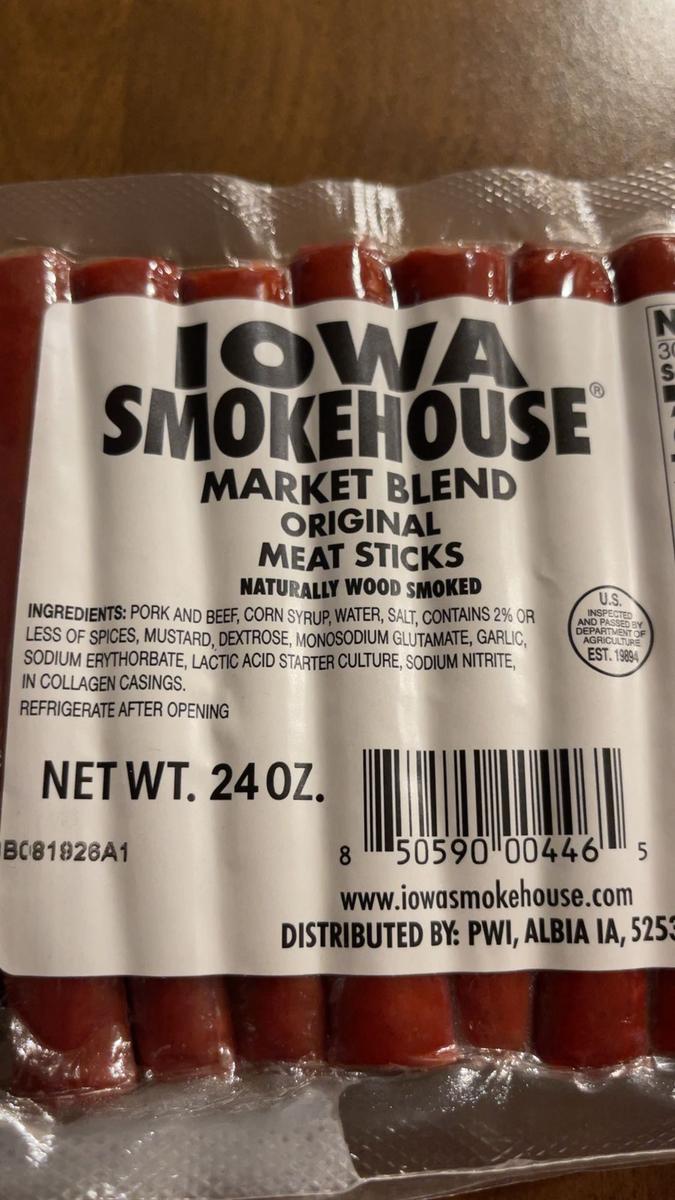 IOWA
SMOKEHOUSE®
MARKET BLEND
ORIGINAL
MEAT STICKS
NATURALLY WOOD SMOKED
INGREDIENTS: PORK AND BEEF, CORN SYRUP, WATER, SALT, CONTAINS 2% OR
LESS OF SPICES, MUSTARD, DEXTROSE, MONOSODIUM GLUTAMATE, GARLIC,
SODIUM ERYTHORBATE, LACTIC ACID STARTER CULTURE, SODIUM NITRITE,
IN COLLAGEN CASINGS.
REFRIGERATE AFTER OPENING
U.S.
INSPECTED
AND PASSED BY
DEPARTMENT OF
AGRICULTURE
EST. 19894
NET WT. 24 OZ.
B081926A1
8 50590 00446 5
www.iowasmokehouse.com
DISTRIBUTED BY: PWI, ALBIA IA,